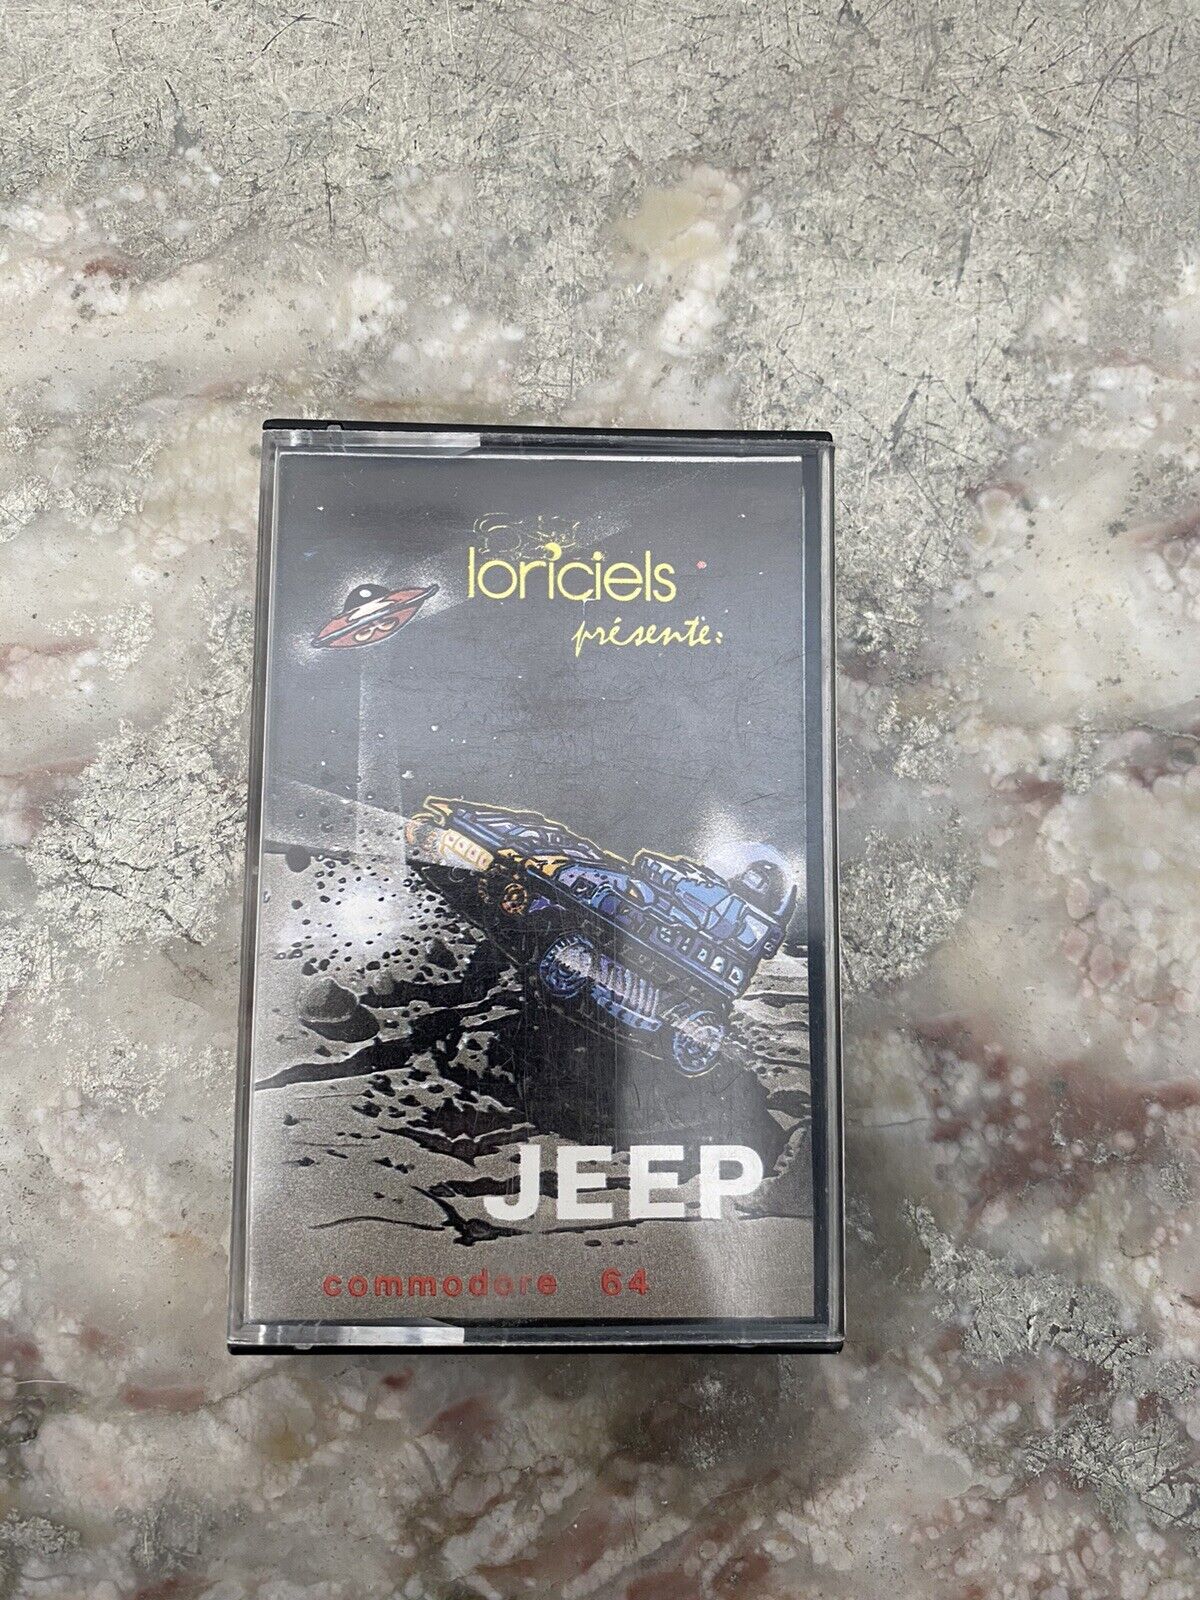 loriciels
présente:
JEEP
commodore 64